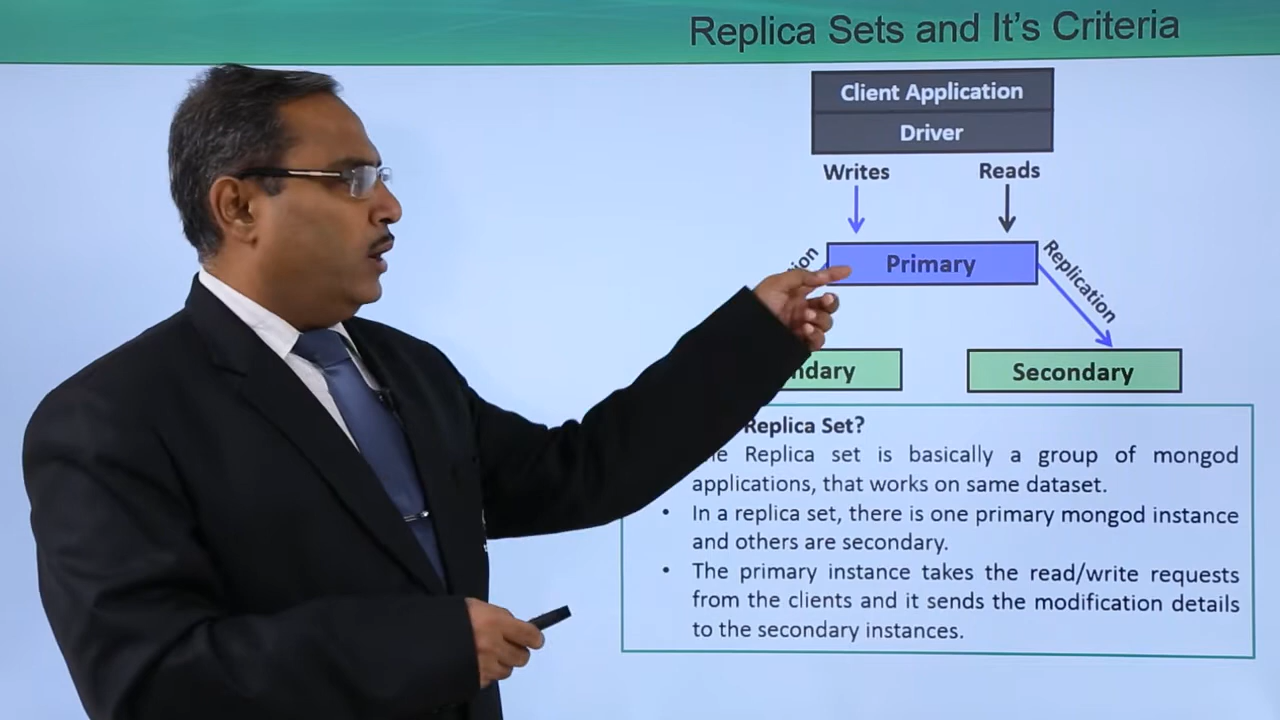 Replica Sets and It's Criteria
Client Application
Driver
Writes
Reads
Primary
Replication
Secondary
Replica Set?
Replica set is basically a group of mongod
applications, that works on same dataset.
• In a replica set, there is one primary mongod instance
and others are secondary.
• The primary instance takes the read/write requests
from the clients and it sends the modification details
to the secondary instances.